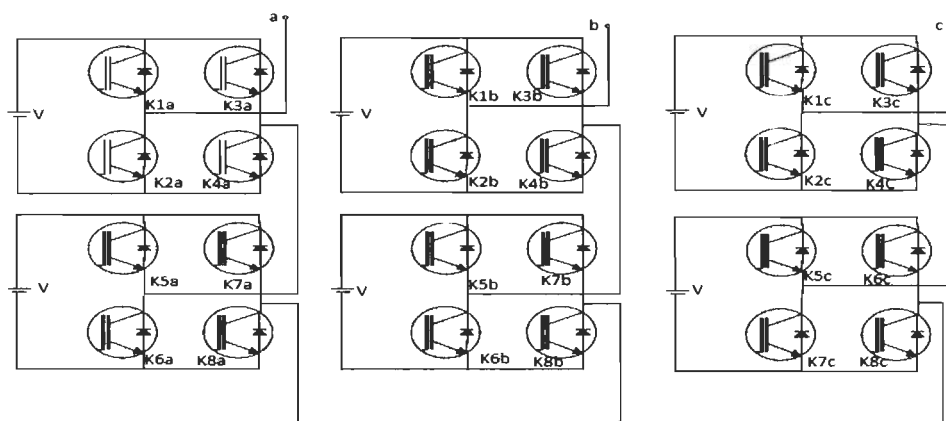 a b c
K1a K3a K1b K3b K1c K3c
V V V
K2a K4a K2b K4b K2c K4c
K5a K7a K5b K7b K5c K6c
V V V
K6a K8a K6b K8b K7c K8c